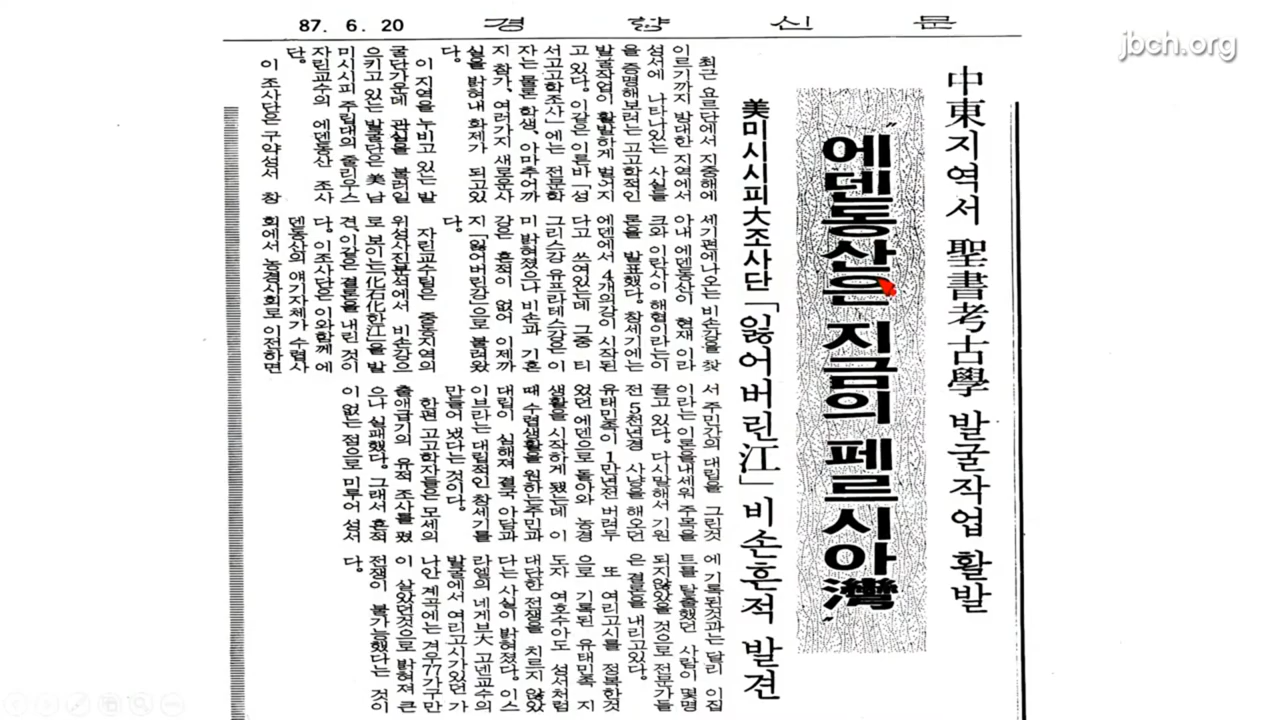 87. 6. 20
경향신문
jbch.org
中東지역서 聖書考古學 발굴작업 활발
"에덴동산은 지금의 페르시아灣"
美미시시피大조사단 「잃어버린江」 비손흔적 발견
최근 요르단에서 지중해에
이르기까지 방대한 지역에서
성서에 나타나있는 사실들
을 증명해보려는 고고학적인
발굴작업이 활발하게 벌어지
고 있다. 이같은 이른바 「성
서고고학조사」에는 전문학
자는 물론 학생, 아마추어까
지 참가, 여러가지 새로운사
실을 밝혀내 화제가 되고있
다.
이 지역을 누비고 있는 발
굴단가운데 관심을 불러일
으키고 있는 발굴단은 美남
미시시피 주립대의 줄리우스
자린교수의 에덴동산 조사
단.
이 조사단은 구약성서 창
세기편에나오는 비손강을 찾
아내 에덴동산이 현재 이라
크와 이란사이 해협이라는이
론을 발표했다. 창세기에는
에덴에서 4개의강이 시작된
다고 쓰여있는데 그중 티
그리스강 유프라테스강은 이
미 밝혀졌으나 비손과 기혼
강은 흔적이 없어 이제까
지 「잃어버린강」으로 불려왔
다.
자린교수팀은 중동지역의
위성사진분석에서 비손강으
로 보이는 「化石化한江」을 발
견, 이같은 결론을 내린 것이
다. 이조사단은 이와함께 에
덴동산의 얘기자체가 수렵사
회에서 농경사회로 이전하면
서 주민간의 대립을 그린것
이라는 이론을내세워 주목을
끌고 있다. 다시말해서 기원
전 5천년경 사냥을 해오던
유태민족이 1만년전 버려두
었던 에덴으로 돌아와 농경
생활을 시작하게 됐는데 이
때 수렵생활을 원하는주민과
대립이 심해져 결국 아담과
이브라는 대립적인 창세기를
만들어 냈다는 것이다.
한편 고고학자들은 모세의
출애급기의 유적 조사를 폈
으나 실패했다. 그래서 흔적
이 없는 점으로 미루어 성서
에 기록된것과는 달리 이집
트를 탈출했던 사람이 몇명
되지않았을 것으로 전문가들
은 결론을 내리고있다.
또 여리고시를 정복한것
으로 기록된 유태민족 지
도자 여호수아도 성서처럼
대단한 전쟁을 치르지 않았
다는 사실이 밝혀졌다. 이스
라엘의 네게브大 고덴교수의
발굴에서 여리고시가있던 가
나안 계곡에는 겨우77가구만
이 살았던것으로 밝혀져 큰
전쟁이 불가능했다는 것이
다.